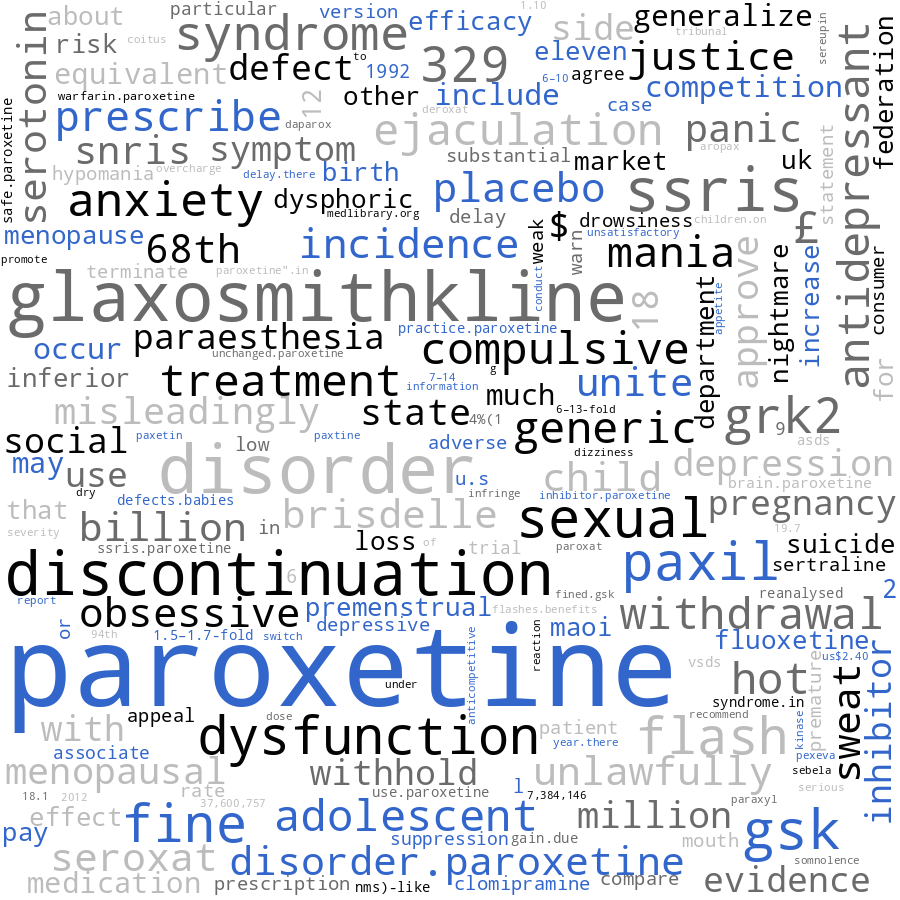 about
particular
version
1.10
serotonin
risk
coitus
syndrome
efficacy
side
generalize
tribunal
sereupin
antidepressant
federation
equivalent
defect
to
1992
329
eleven
6-10
agree
justice
warfarin.paroxetine
12
other
include
competition
safe.paroxetine
prescribe
daparox
deroxat
case
snris
symptom
ejaculation
panic
aropax
statement
hypomania
overcharge
delay.there
birth
substantial
market
uk
anxiety
dysphoric
medlibrary.org
placebo
ssris
menopause
68th
delay
weak
$
drowsiness
children.on
unsatisfactory
£
promote
incidence
warn
mania
approve
nightmare
increase
consumer
terminate
paroxetine".in
conduct
glaxosmithkline
18
department
appetite
occur
paraesthesia
practice.paroxetine
unchanged.paroxetine
compulsive
for
inferior
treatment
7-14
information
g
much
unite
misleadingly
state
4%(1
6-13-fold
generic
grk2
9
social
paxetin
low
paxtine
adverse
dizziness
asds
may
use
disorder
u.s
infringe
child
depression
brain.paroxetine
dry
defects.babies
inhibitor.paroxetine
that
severity
billion
in
brisdelle
sexual
pregnancy
19.7
ssris.paroxetine
loss
of
trial
paroxat
suicide
sertraline
discontinuation
6
paxil
2
report
obsessive
premenstrual
flashes.benefits
fined.gsk
reanalysed
withdrawal
or
94th
1.5-1.7-fold
switch
depressive
anticompetitive
reaction
maoi
fluoxetine
us$2.40
paroxetine
under
vsds
hot
premature
sweat
inhibitor
syndrome.in
recommend
with
appeal
dose
dysfunction
patient
year.there
flash
kinase
pexeva
associate
sebela
menopausal
withhold
unlawfully
serious
18.1
2012
rate
use.paroxetine
l
7,384,146
paraxyl
effect
37,600,757
pay
fine
adolescent
million
gsk
suppression
gain.due
mouth
seroxat
disorder.paroxetine
somnolence
medication
prescription
nms)-like
clomipramine
compare
evidence